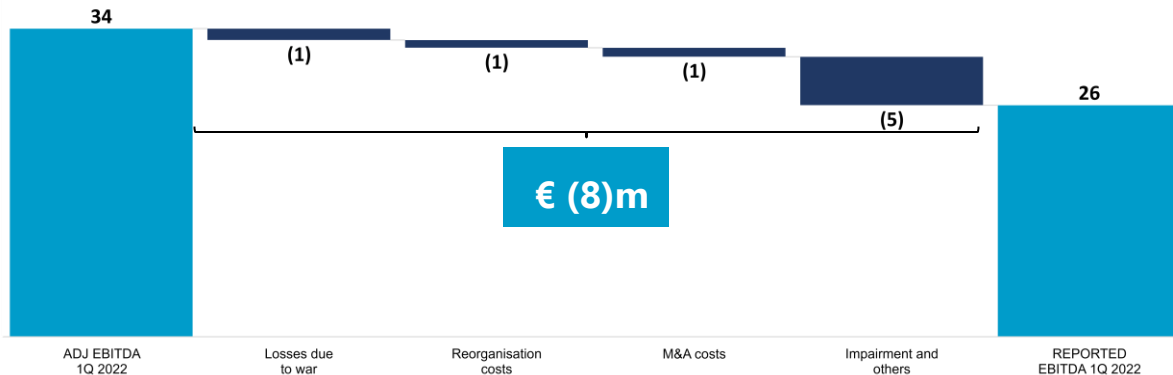 34
(1)
(1)
(1)
(5)
26
€ (8)m
ADJ EBITDA
1Q 2022
Losses due
to war
Reorganisation
costs
M&A costs
Impairment and
others
REPORTED
EBITDA 1Q 2022